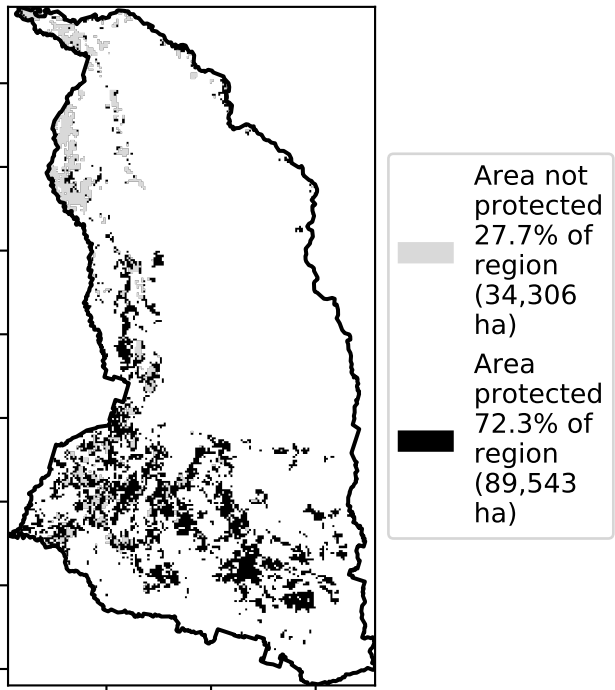 Area not
protected
27.7% of
region
(34,306
ha)
Area
protected
72.3% of
region
(89,543
ha)